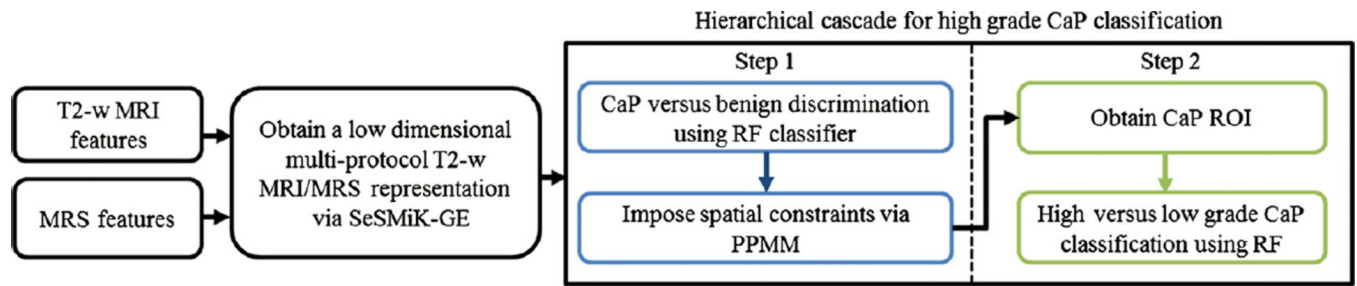 Hierarchical cascade for high grade CaP classification
T2-w MRI
features
MRS features
Obtain a low dimensional
multi-protocol T2-w
MRI/MRS representation
via SeSMiK-GE
Step 1
CaP versus benign discrimination
using RF classifier
Impose spatial constraints via
PPMM
Step 2
Obtain CaP ROI
High versus low grade CaP
classification using RF